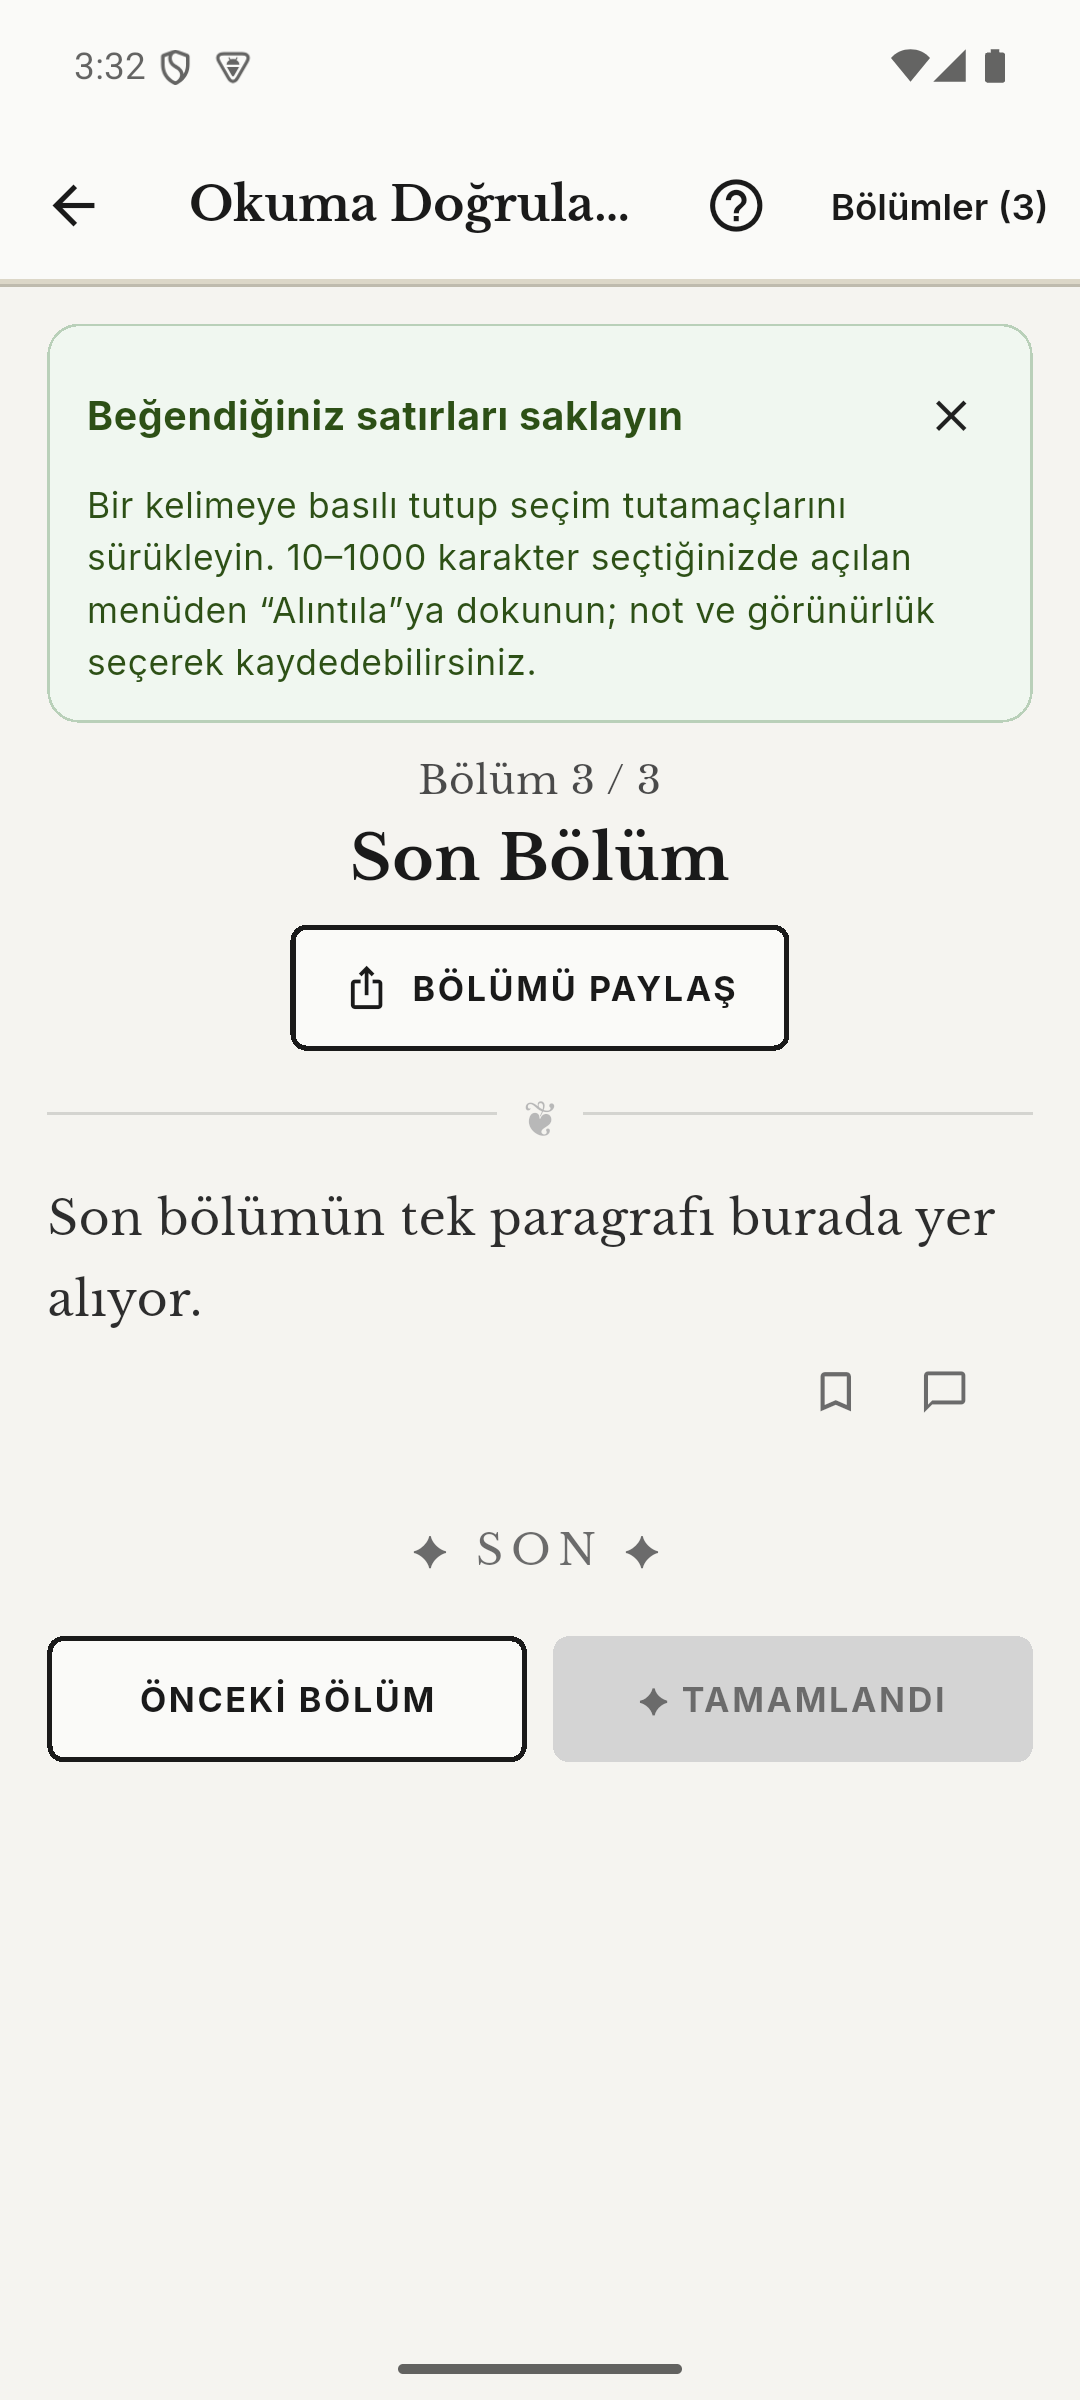 3:32
Okuma Doğrula...
Bölümler (3)
Beğendiğiniz satırları saklayın
Bir kelimeye basılı tutup seçim tutamaçlarını
sürükleyin. 10–1000 karakter seçtiğinizde açılan
menüden “Alıntıla”ya dokunun; not ve görünürlük
seçerek kaydedebilirsiniz.
Bölüm 3 / 3
Son Bölüm
BÖLÜMÜ PAYLAŞ
Son bölümün tek paragrafı burada yer
alıyor.
✦ SON ✦
ÖNCEKİ BÖLÜM
✦ TAMAMLANDI